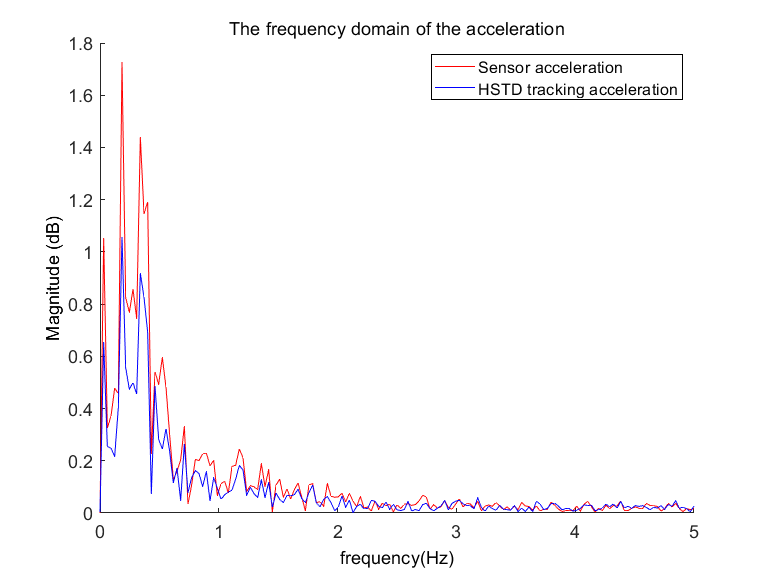 The frequency domain of the acceleration
Sensor acceleration
HSTD tracking acceleration
Magnitude (dB)
1.8
1.6
1.4
1.2
1
0.8
0.6
0.4
0.2
0
0 1 2 3 4 5
frequency(Hz)